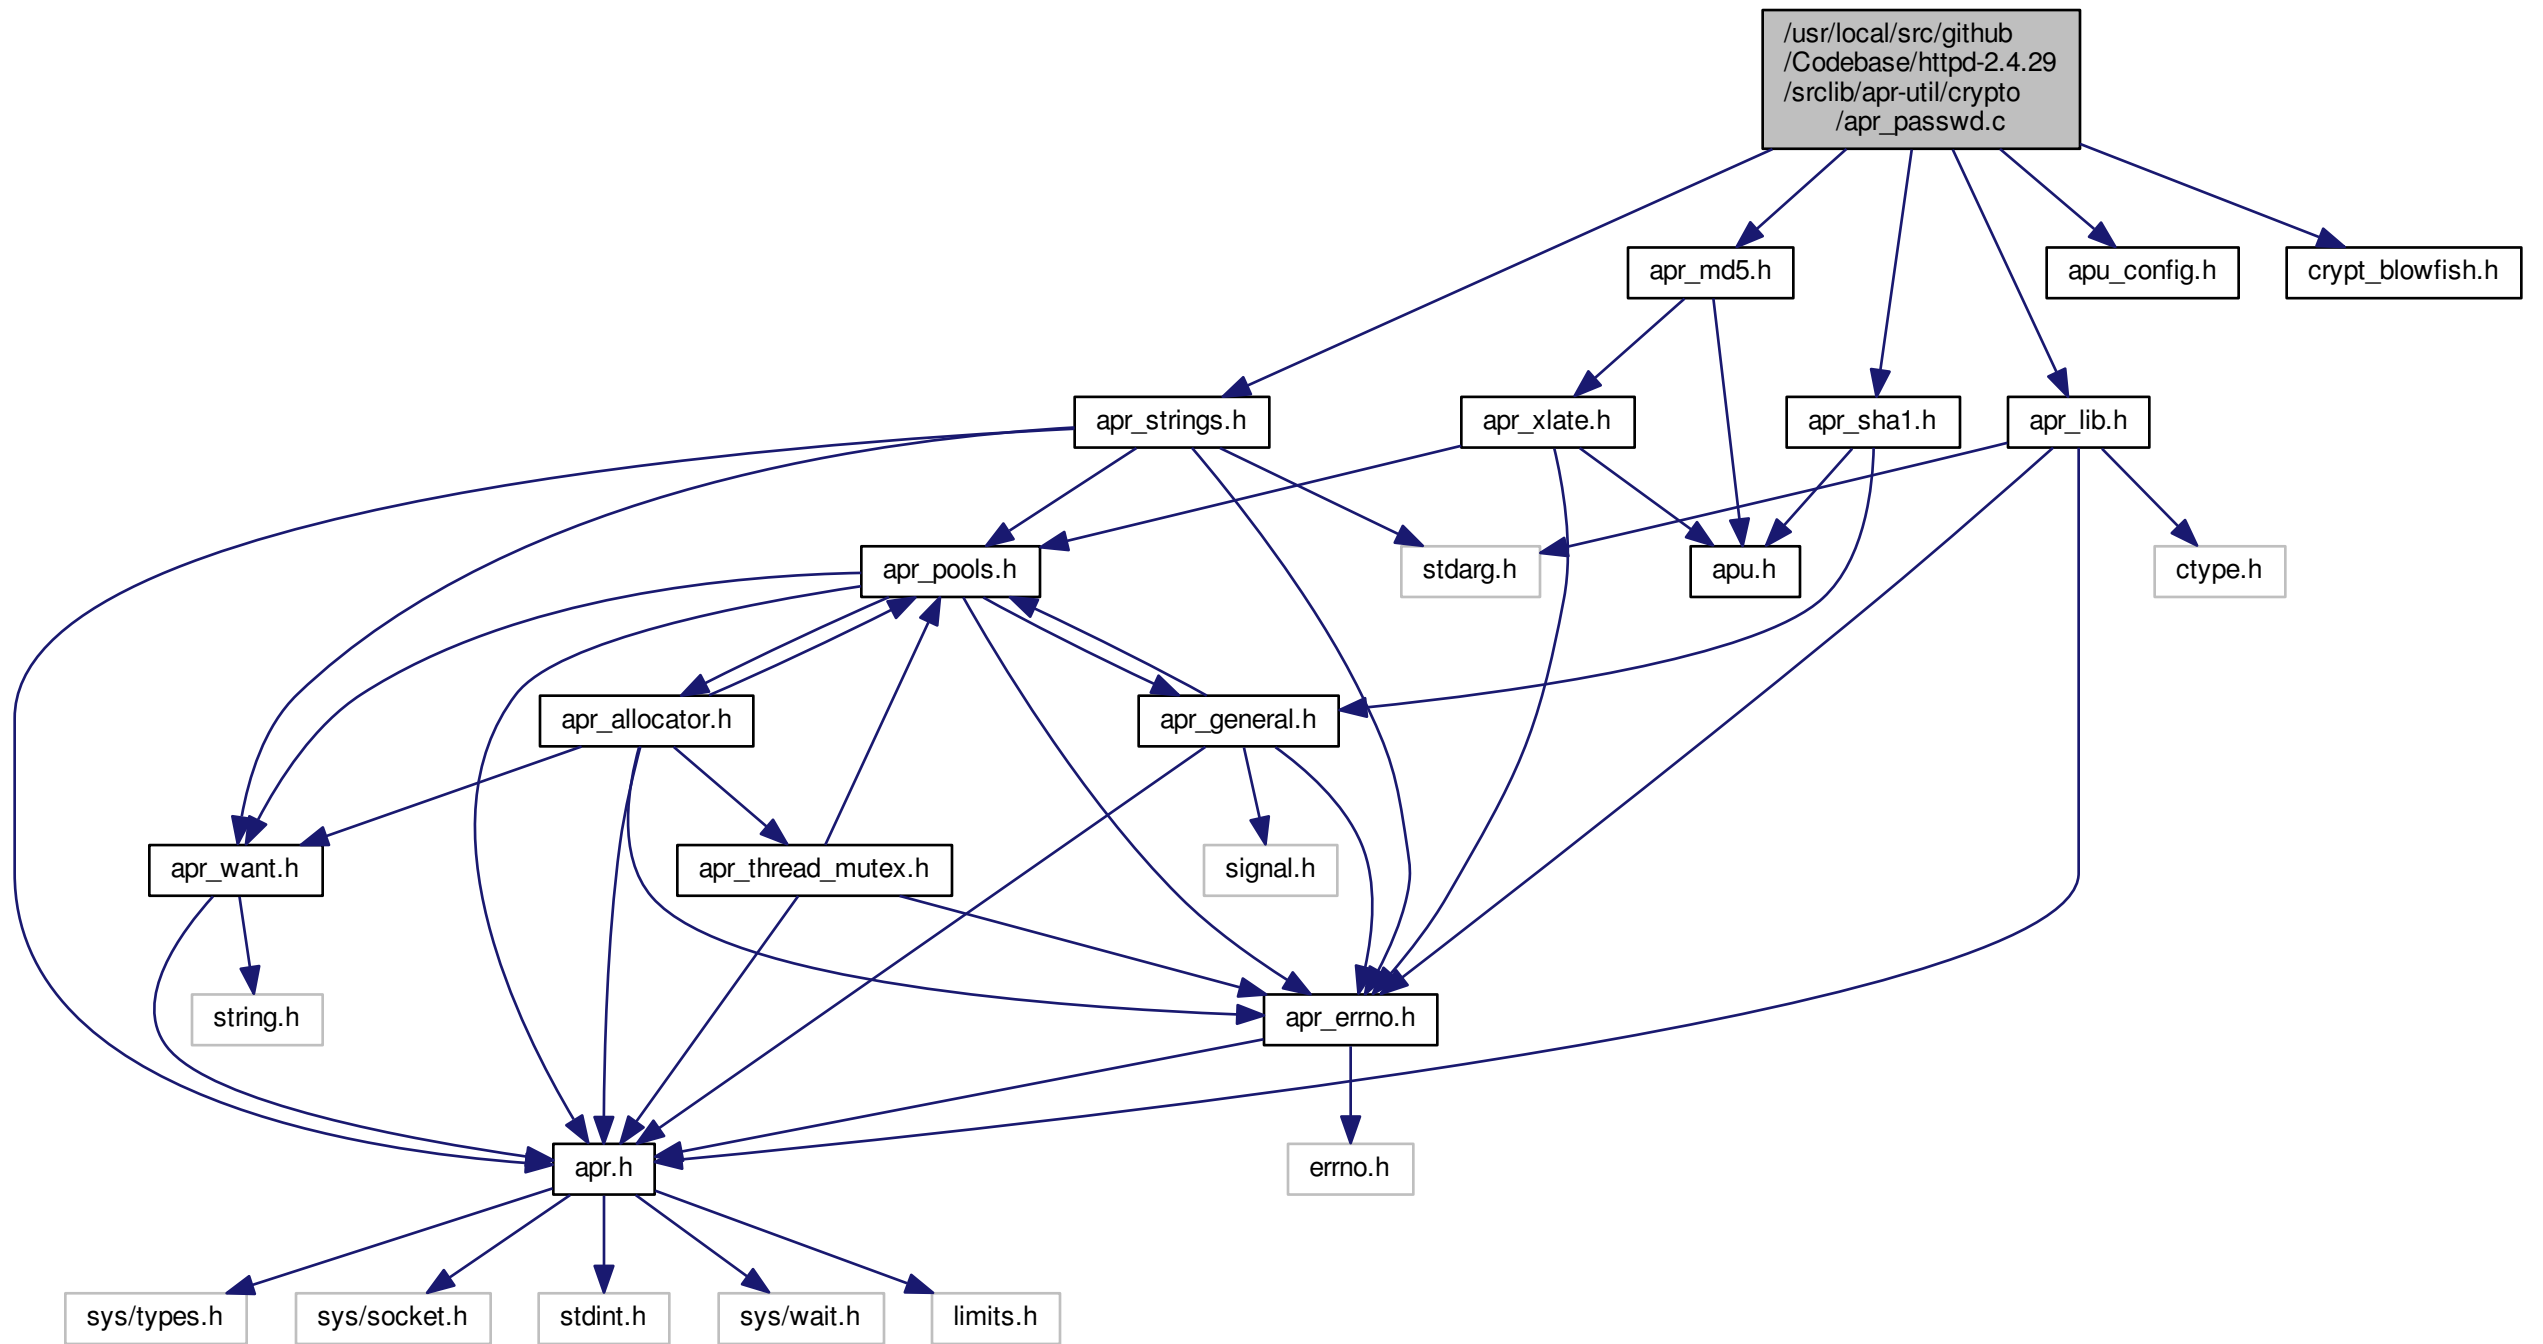 /usr/local/src/github
/Codebase/httpd-2.4.29
/srclib/apr-util/crypto
/apr_passwd.c
apr_md5.h
apu_config.h
crypt_blowfish.h
apr_strings.h
apr_xlate.h
apr_sha1.h
apr_lib.h
apr_pools.h
stdarg.h
apu.h
ctype.h
apr_allocator.h
apr_general.h
apr_want.h
apr_thread_mutex.h
signal.h
string.h
apr_errno.h
apr.h
errno.h
sys/types.h
sys/socket.h
stdint.h
sys/wait.h
limits.h